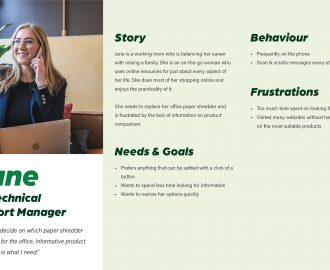 Story
Jane is a working mom who is balancing her career
with raising a family. She is an on-the-go woman who
uses online resources for just about every aspect of
her life. She does most of her shopping online and
enjoys the practicality of it.
She needs to replace her office paper shredder and
is frustrated by the lack of information on product
comparison.
Needs & Goals
• Prefers anything that can be settled with a click of a
button
• Wants to spend less time looking for information
• Wants to narrow her options quickly
Behaviour
• Frequently on the phone
• Scan & scrolls messages every
Frustrations
• Too much time spent on looking
• Visited many websites without
on the most suitable products
ane
echnical
ort Manager
decide on which paper shredder
for the office, informative product
is what I need."